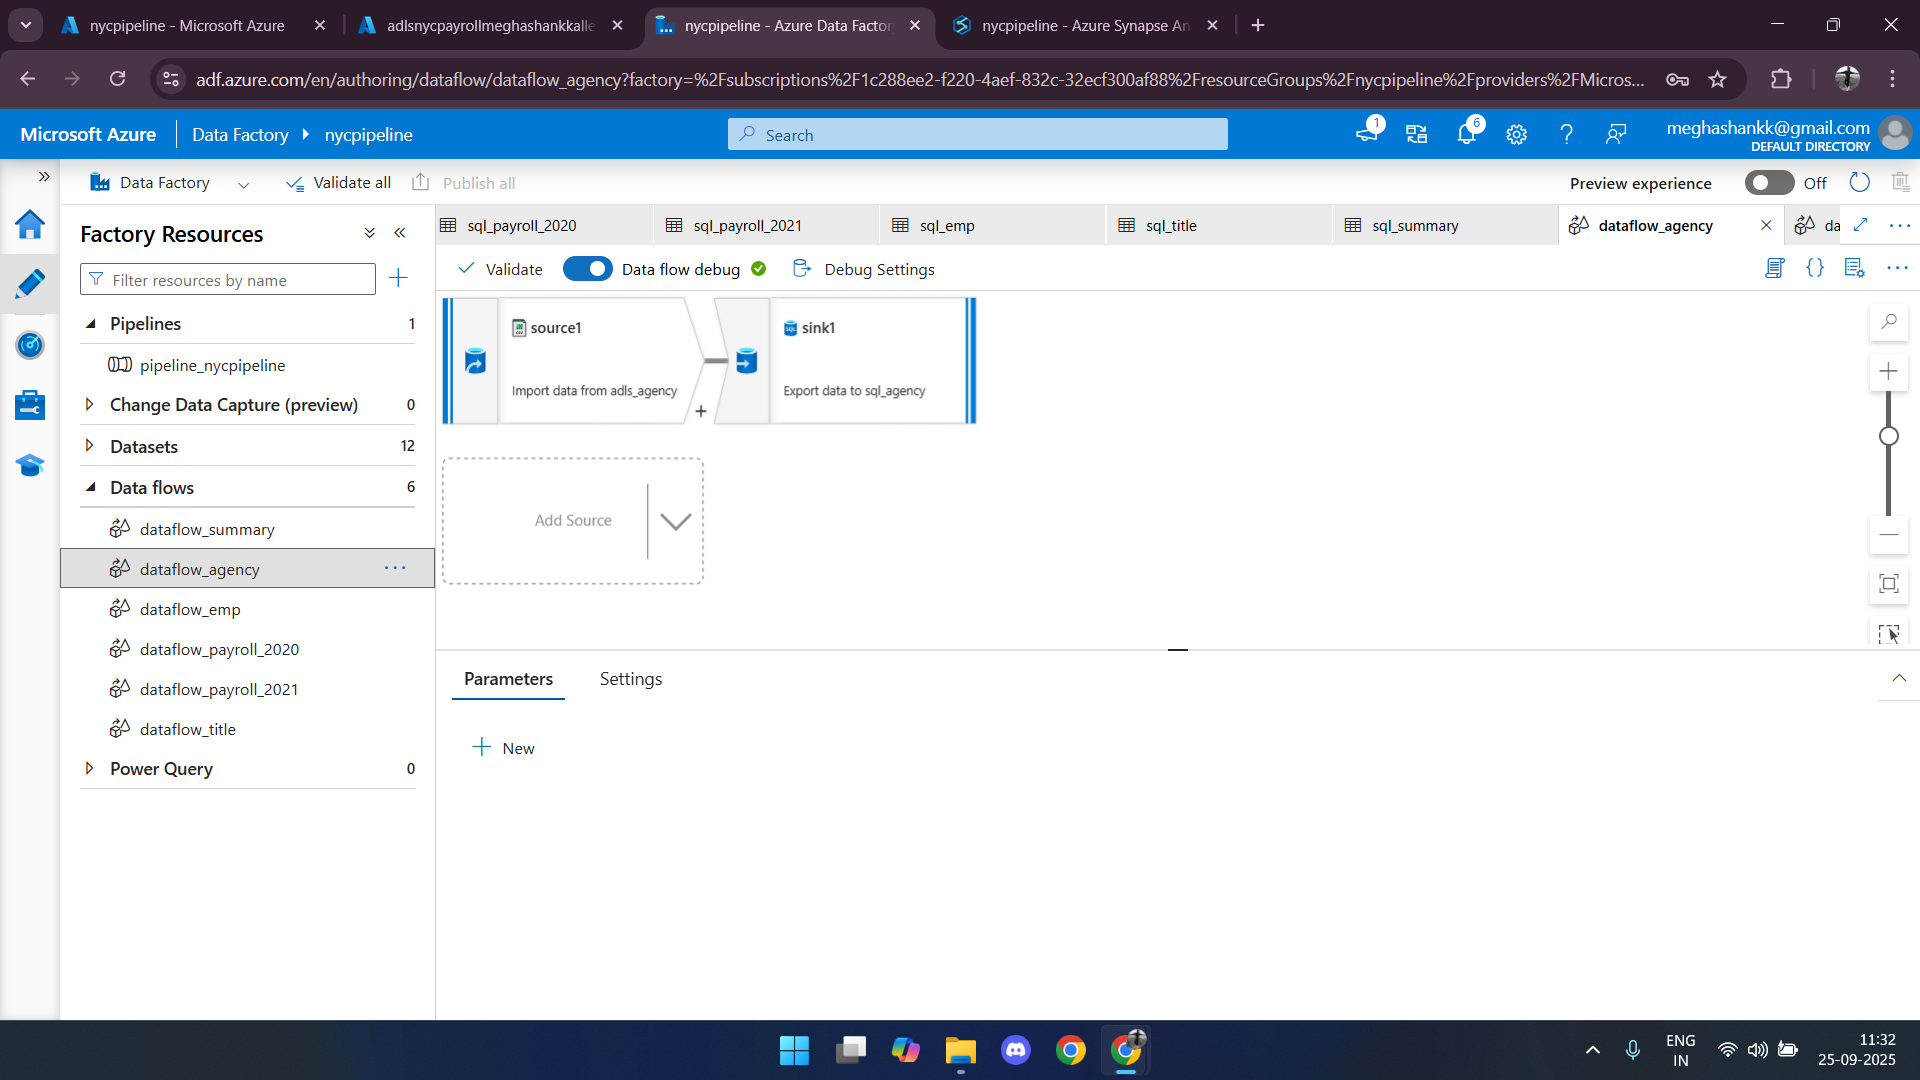 nycpipeline - Microsoft Azure
adlsnycpayrollmeghashankkalle
nycpipeline - Azure Data Factor
nycpipeline - Azure Synapse An
adf.azure.com/en/authoring/dataflow/dataflow_agency?factory=%2Fsubscriptions%2F1c288ee2-f220-4aef-832c-32ecf300af88%2FresourceGroups%2Fnycpipeline%2Fproviders%2FMicros...
Microsoft Azure
Data Factory
nycpipeline
Search
1
6
meghashankk@gmail.com
DEFAULT DIRECTORY
Data Factory
Validate all
Publish all
Preview experience
Off
Factory Resources
Filter resources by name
Pipelines 1
pipeline_nycpipeline
Change Data Capture (preview) 0
Datasets 12
Data flows 6
dataflow_summary
dataflow_agency
dataflow_emp
dataflow_payroll_2020
dataflow_payroll_2021
dataflow_title
Power Query 0
sql_payroll_2020
sql_payroll_2021
sql_emp
sql_title
sql_summary
dataflow_agency
da
Validate
Data flow debug
Debug Settings
source1
Import data from adls_agency
sink1
SQL
Export data to sql_agency
Add Source
Parameters
Settings
New
ENG
IN
11:32
25-09-2025